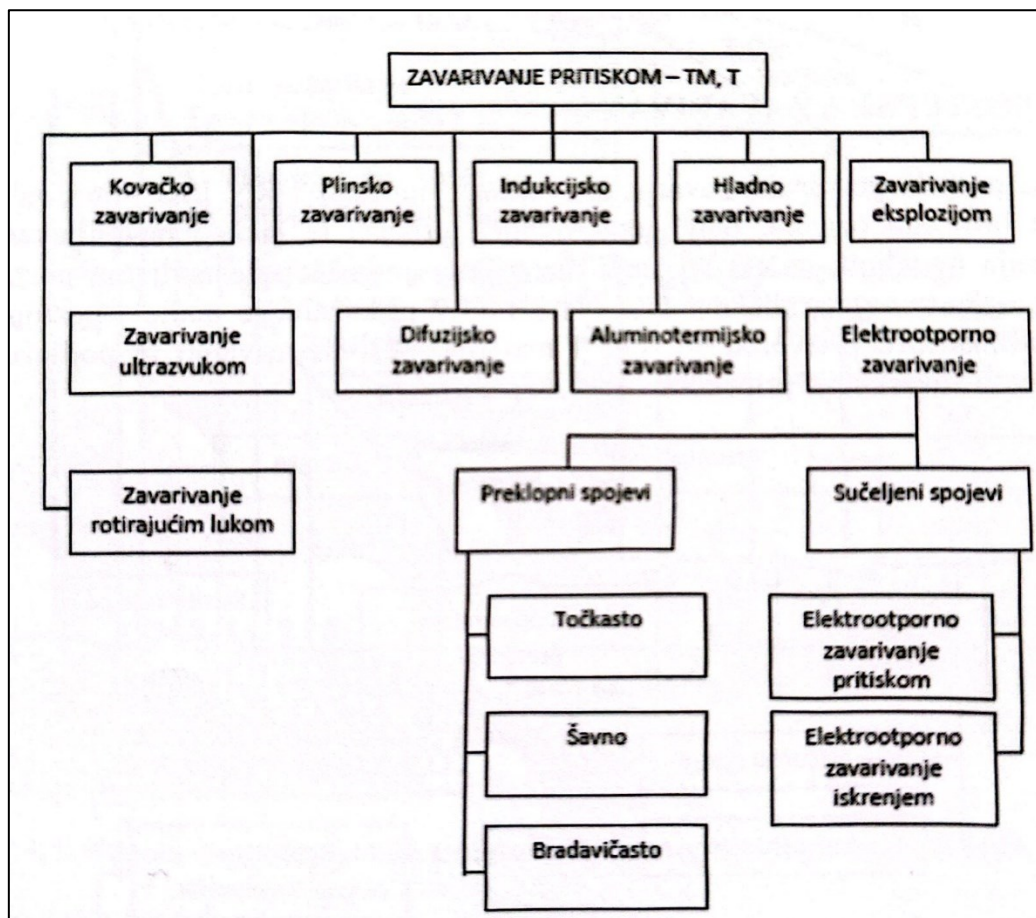 ZAVARIVANJE PRITISKOM – TM, T
Kovačko
zavarivanje
Plinsko
zavarivanje
Indukcijsko
zavarivanje
Hladno
zavarivanje
Zavarivanje
eksplozijom
Zavarivanje
ultrazvukom
Difuzijsko
zavarivanje
Aluminotermijsko
zavarivanje
Elektrootporno
zavarivanje
Zavarivanje
rotirajućim lukom
Preklopni spojevi
Sučeljeni spojevi
Točkasto
Šavno
Bradavičasto
Elektrootporno
zavarivanje
pritiskom
Elektrootporno
zavarivanje
iskrenjem